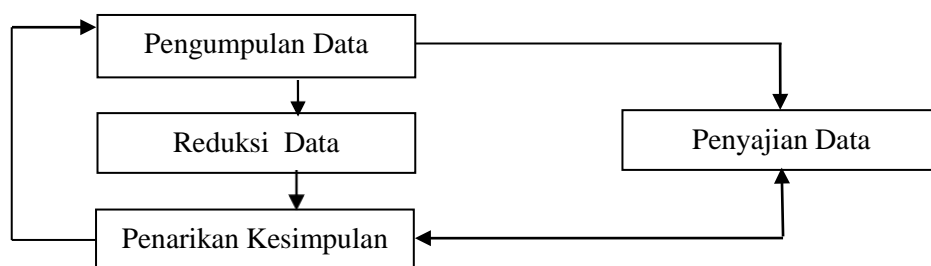 Pengumpulan Data
Reduksi Data
Penyajian Data
Penarikan Kesimpulan